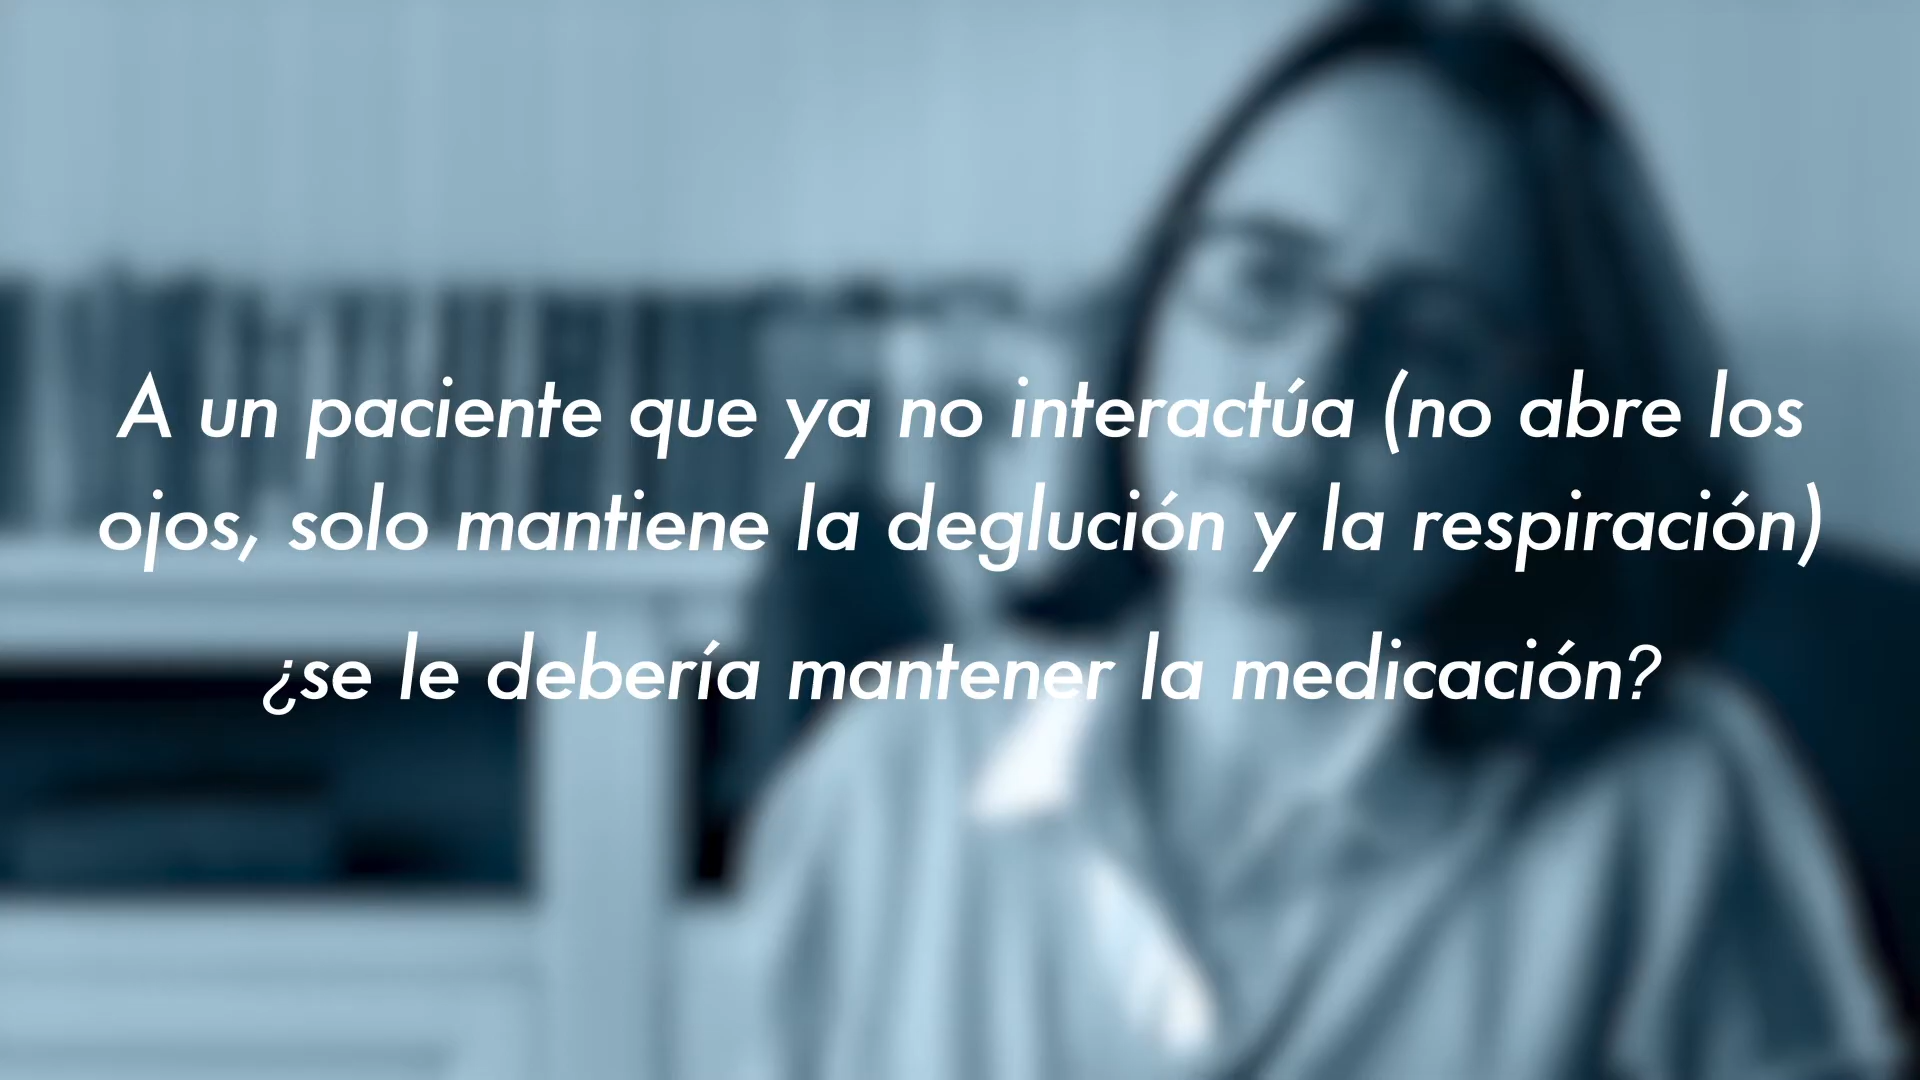 A un paciente que ya no interactúa (no abre los
ojos, solo mantiene la deglución y la respiración)
¿se le debería mantener la medicación?